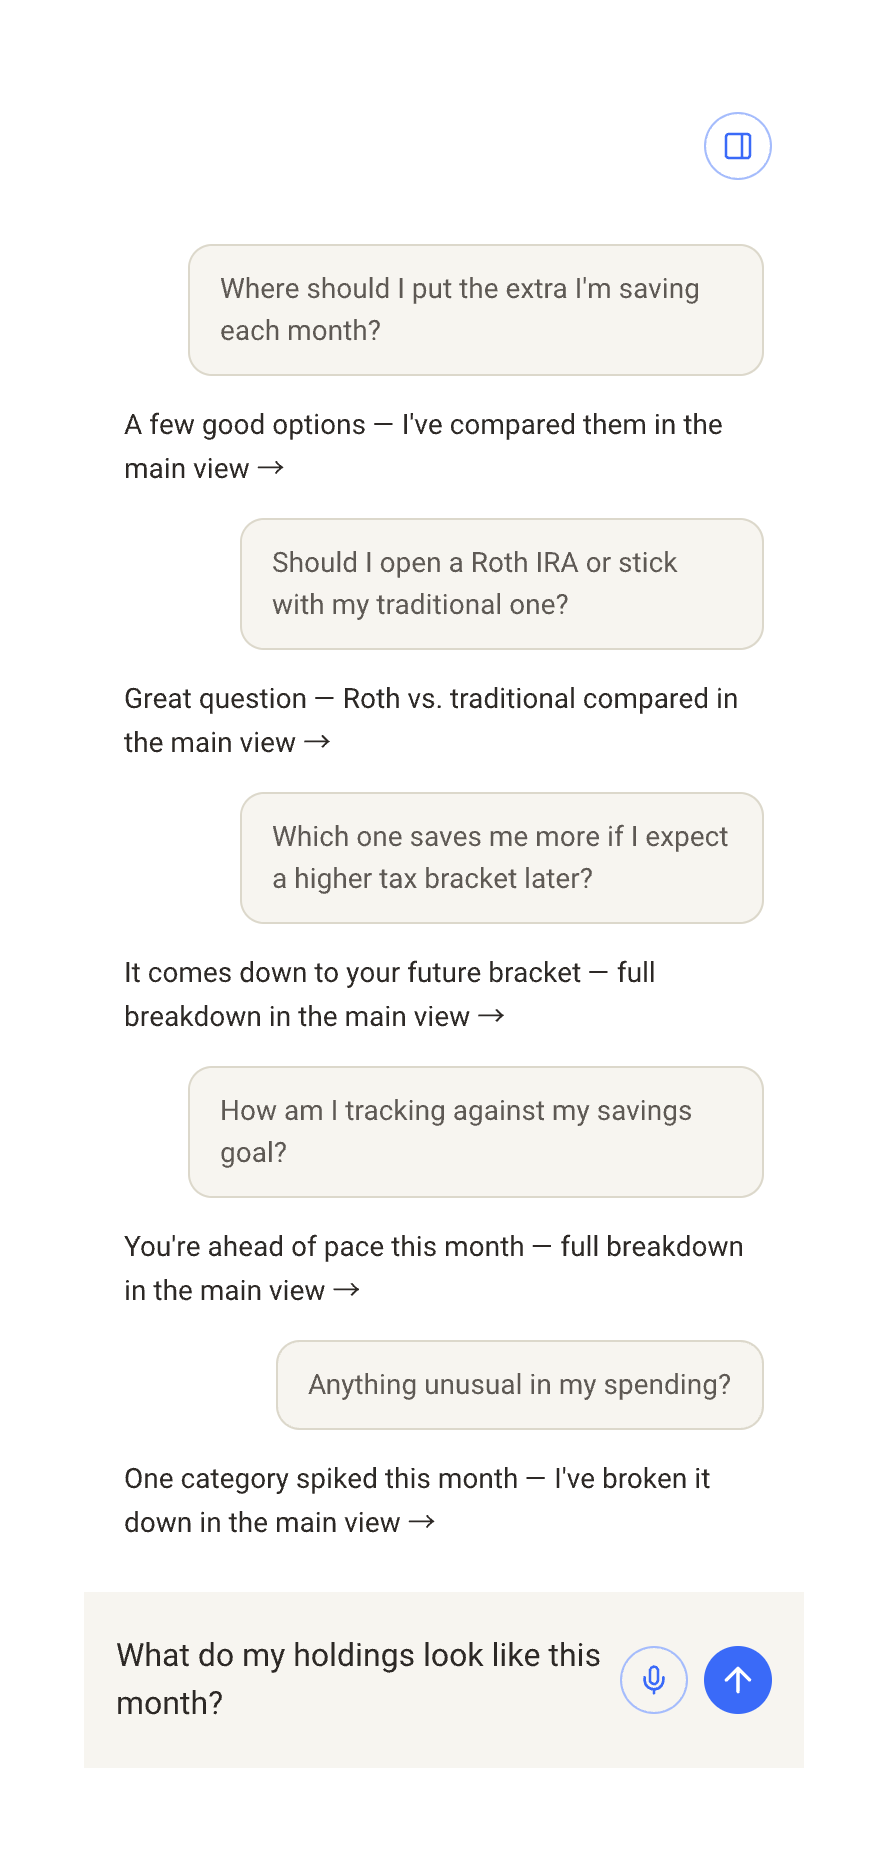 Where should I put the extra I'm saving
each month?
A few good options — I've compared them in the
main view →
Should I open a Roth IRA or stick
with my traditional one?
Great question — Roth vs. traditional compared in
the main view →
Which one saves me more if I expect
a higher tax bracket later?
It comes down to your future bracket — full
breakdown in the main view →
How am I tracking against my savings
goal?
You're ahead of pace this month — full breakdown
in the main view →
Anything unusual in my spending?
One category spiked this month — I've broken it
down in the main view →
What do my holdings look like this
month?